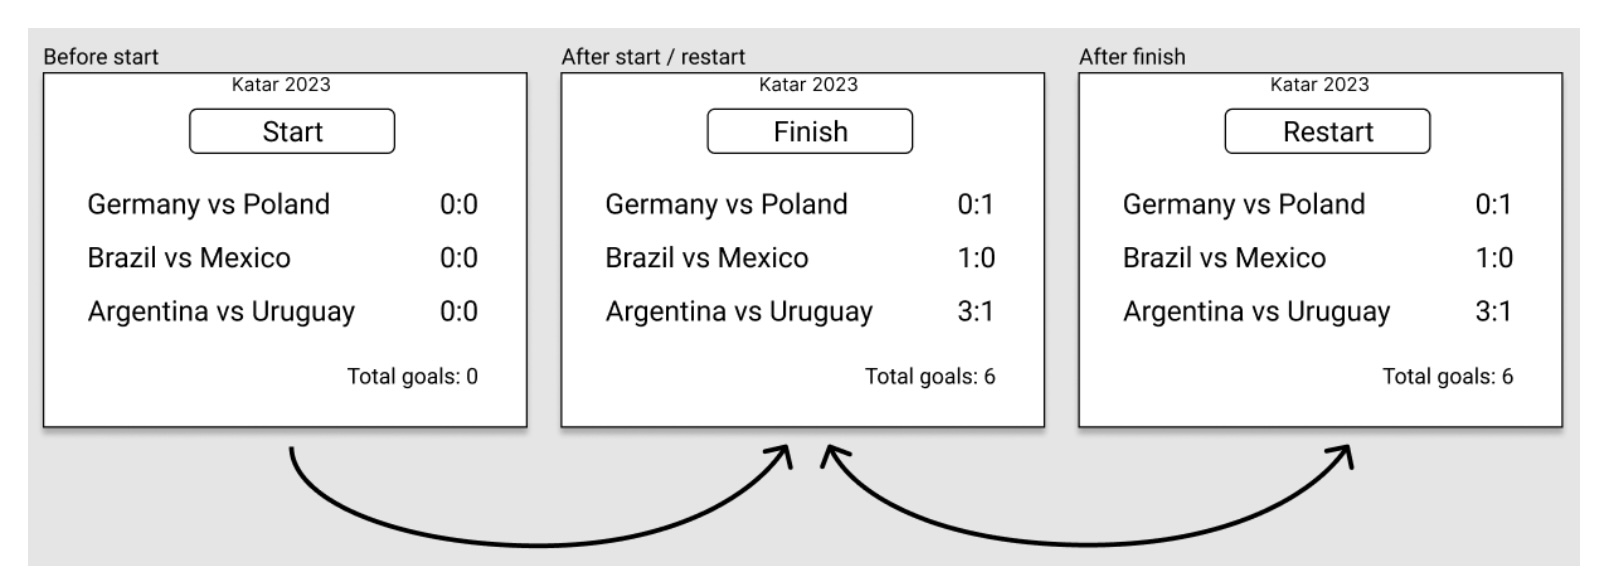 Before start
Katar 2023
Start
Germany vs Poland 0:0
Brazil vs Mexico 0:0
Argentina vs Uruguay 0:0
Total goals: 0
After start / restart
Katar 2023
Finish
Germany vs Poland 0:1
Brazil vs Mexico 1:0
Argentina vs Uruguay 3:1
Total goals: 6
After finish
Katar 2023
Restart
Germany vs Poland 0:1
Brazil vs Mexico 1:0
Argentina vs Uruguay 3:1
Total goals: 6